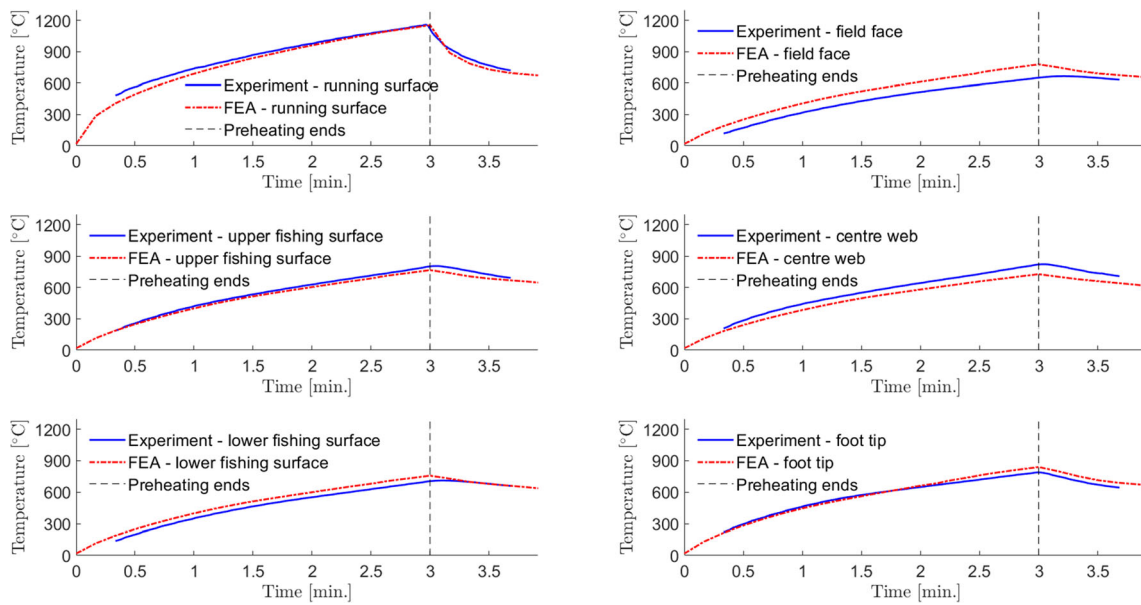 Temperature [°C]
1200
900
600
300
0
Experiment - running surface
FEA - running surface
Preheating ends
0 0.5 1 1.5 2 2.5 3 3.5
Time [min.]
Temperature [°C]
1200
900
600
300
0
Experiment - field face
FEA - field face
Preheating ends
0 0.5 1 1.5 2 2.5 3 3.5
Time [min.]
Temperature [°C]
1200
900
600
300
0
Experiment - upper fishing surface
FEA - upper fishing surface
Preheating ends
0 0.5 1 1.5 2 2.5 3 3.5
Time [min.]
Temperature [°C]
1200
900
600
300
0
Experiment - centre web
FEA - centre web
Preheating ends
0 0.5 1 1.5 2 2.5 3 3.5
Time [min.]
Temperature [°C]
1200
900
600
300
0
Experiment - lower fishing surface
FEA - lower fishing surface
Preheating ends
0 0.5 1 1.5 2 2.5 3 3.5
Time [min.]
Temperature [°C]
1200
900
600
300
0
Experiment - foot tip
FEA - foot tip
Preheating ends
0 0.5 1 1.5 2 2.5 3 3.5
Time [min.]